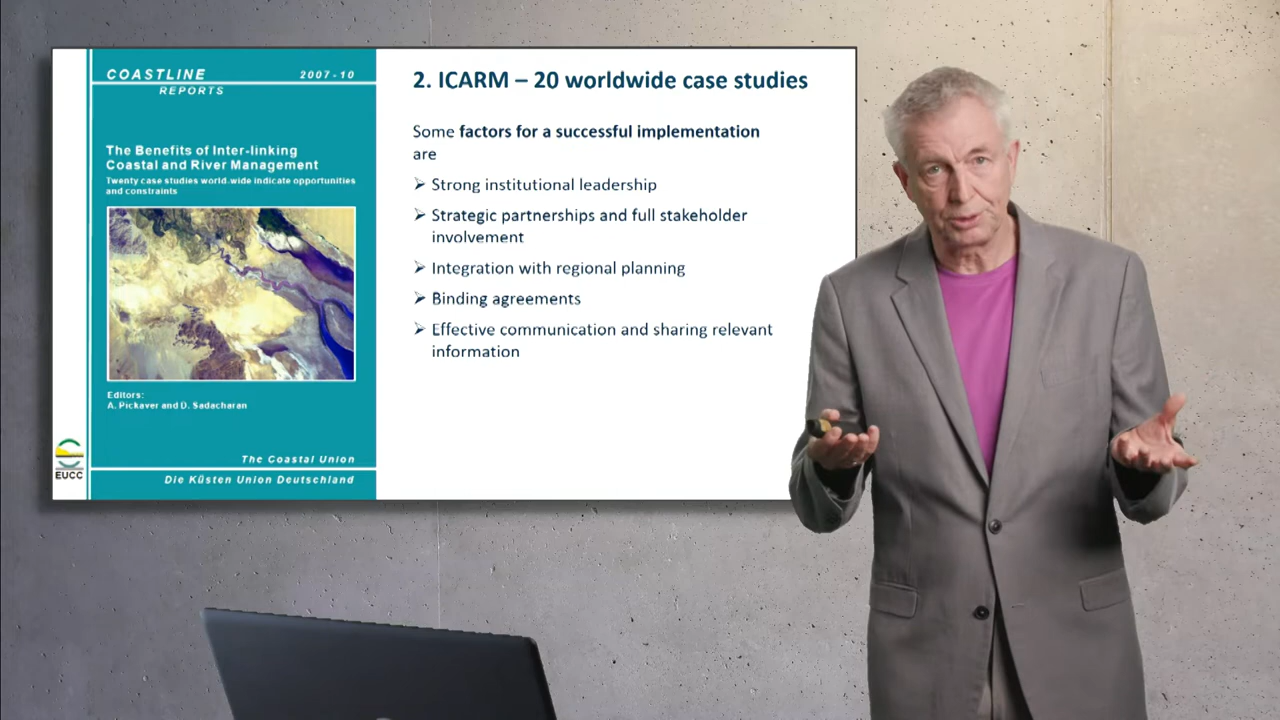 COASTLINE 2007-10
REPORTS
The Benefits of Inter-linking
Coastal and River Management
Twenty case studies world-wide indicate opportunities
and constraints
Editors:
A. Pickaver and D. Sadacharan
EUCC
The Coastal Union
Die Küsten Union Deutschland
2. ICARM – 20 worldwide case studies
Some factors for a successful implementation
are
➢ Strong institutional leadership
➢ Strategic partnerships and full stakeholder
involvement
➢ Integration with regional planning
➢ Binding agreements
➢ Effective communication and sharing relevant
information